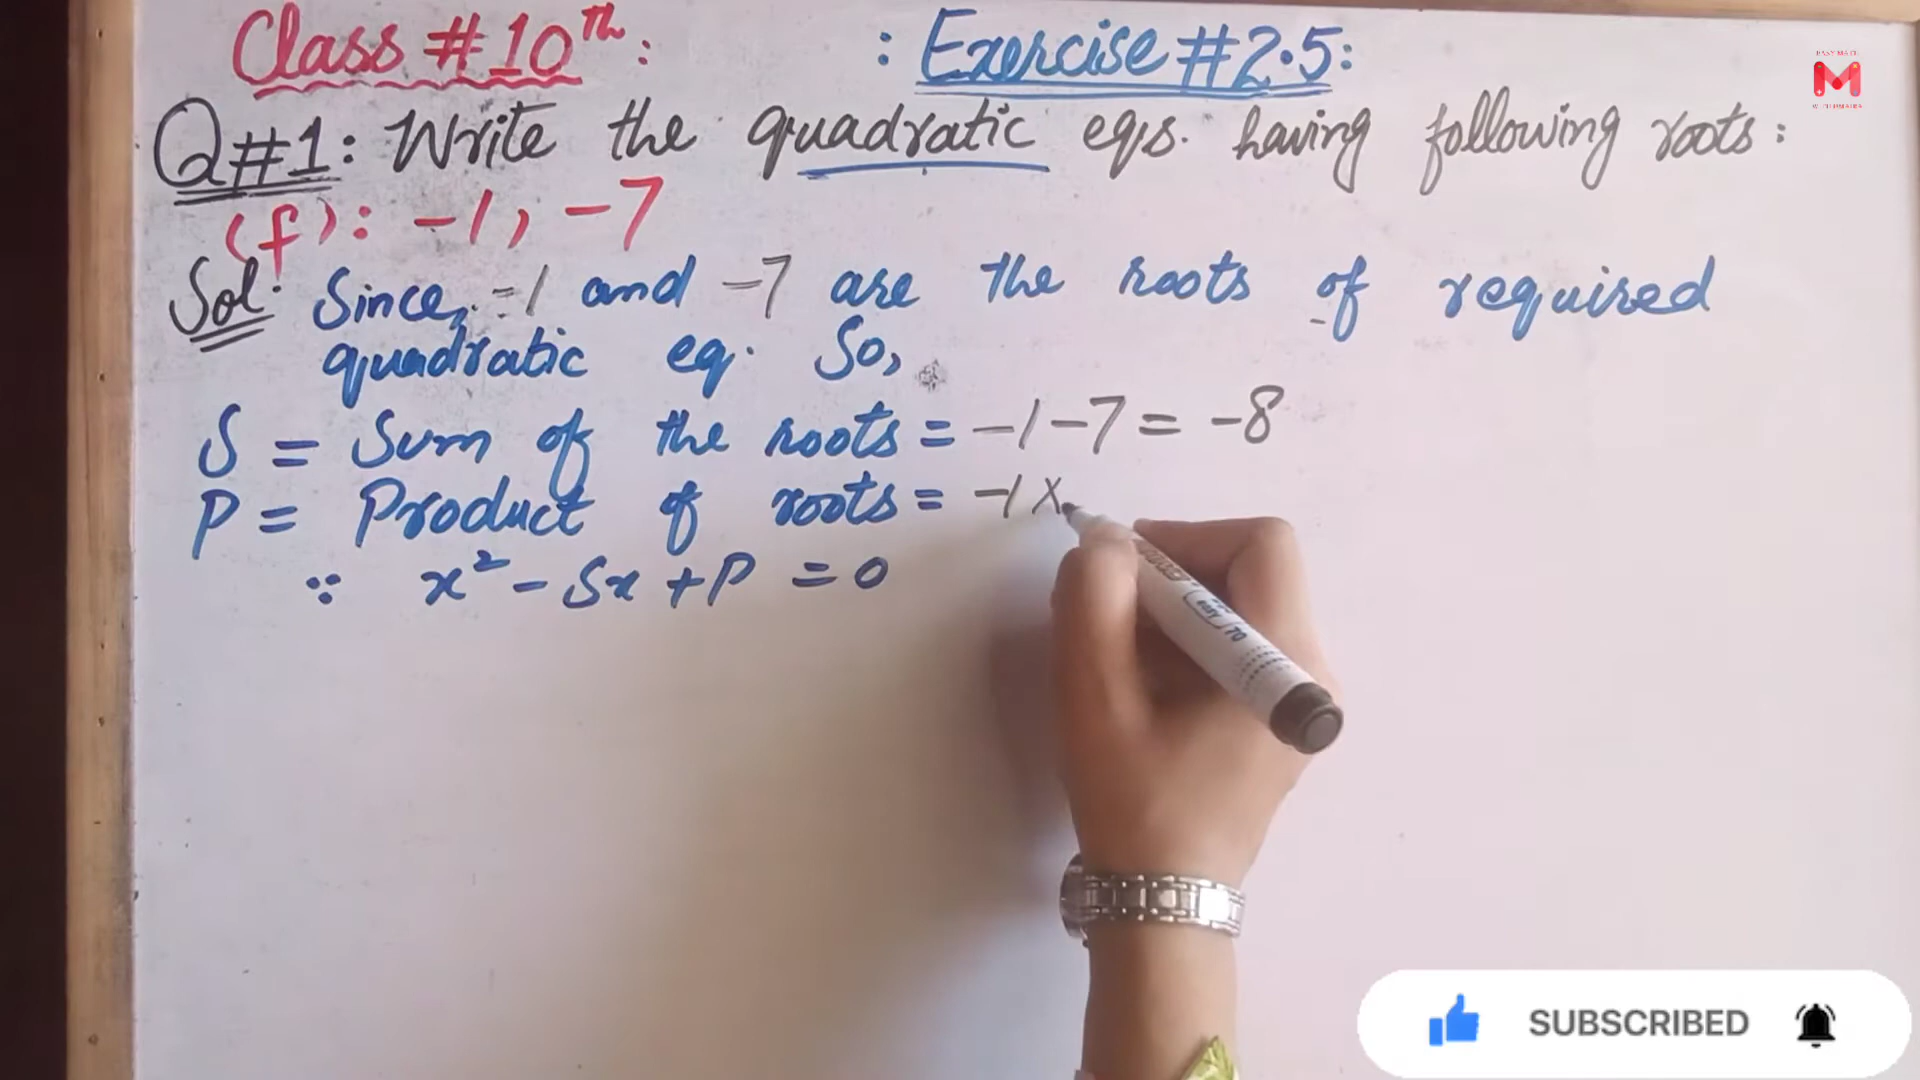 Class #10th:
: Exercise #2.5:
Q#1: Write the quadratic eqs. having following roots:
(f): -1, -7
Sol: Since, -1 and -7 are the roots of required
quadratic eq. So,
S = Sum of the roots = -1-7 = -8
P = Product of roots = -1 ×
∵ x² - Sx + P = 0
EASY 70
M
SUBSCRIBED